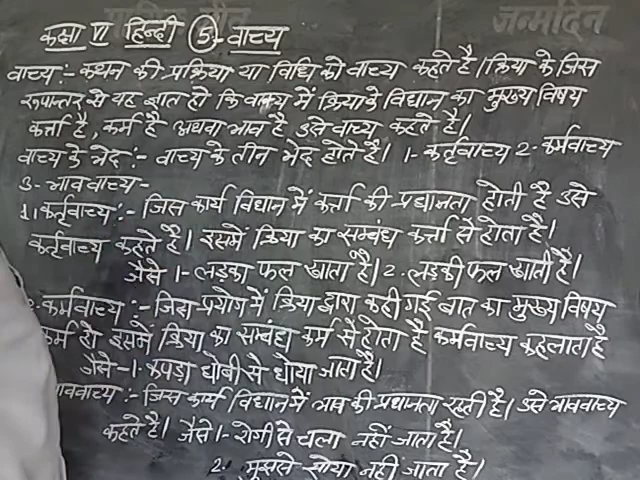 जन्मदिन
कक्षा VI हिन्दी ⑤-वाच्य
वाच्य :- कथन की प्रक्रिया या विधि को वाच्य कहते है। क्रिया के जिस
रूपान्तर से यह ज्ञात हो कि वाक्य में क्रिया के विधान का मुख्य विषय
कर्त्ता है, कर्म है अथवा भाव है उसे वाच्य कहते है।
वाच्य के भेद :- वाच्य के तीन भेद होते है। 1- कर्तृवाच्य 2- कर्मवाच्य
3- भाववाच्य-
1. कर्तृवाच्य :- जिस कार्य विधान में कर्त्ता की प्रधानता होती है उसे
कर्तृवाच्य कहते है। इसमें क्रिया का सम्बंध कर्त्ता से होता है।
जैसे 1- लड़का फल खाता है। 2- लड़की फल खाती है।
2- कर्मवाच्य :- जिस प्रयोग में क्रिया द्वारा कही गई बात का मुख्य विषय
कर्म हो इसमें क्रिया का सम्बंध कर्म से होता है कर्मवाच्य कहलाता है
जैसे- 1- कपड़ा धोबी से धोया जाता है।
भाववाच्य :- जिस कार्य विधान में भाव की प्रधानता रहती है। उसे भाववाच्य
कहते है। जैसे 1- रोगी से चला नहीं जाता है।
2. मुझसे सोया नहीं जाता है।